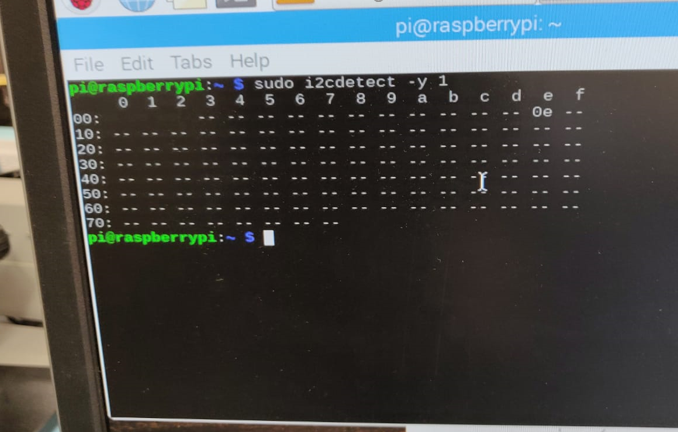 pi@raspberrypi: ~
File Edit Tabs Help
pi@raspberrypi:~ $ sudo i2cdetect -y 1
     0  1  2  3  4  5  6  7  8  9  a  b  c  d  e  f
00:          -- -- -- -- -- -- -- -- -- -- -- 0e --
10: -- -- -- -- -- -- -- -- -- -- -- -- -- -- -- --
20: -- -- -- -- -- -- -- -- -- -- -- -- -- -- -- --
30: -- -- -- -- -- -- -- -- -- -- -- -- -- -- -- --
40: -- -- -- -- -- -- -- -- -- -- -- -- -- -- -- --
50: -- -- -- -- -- -- -- -- -- -- -- -- -- -- -- --
60: -- -- -- -- -- -- -- -- -- -- -- -- -- -- -- --
70: -- -- -- -- -- -- -- --
pi@raspberrypi:~ $